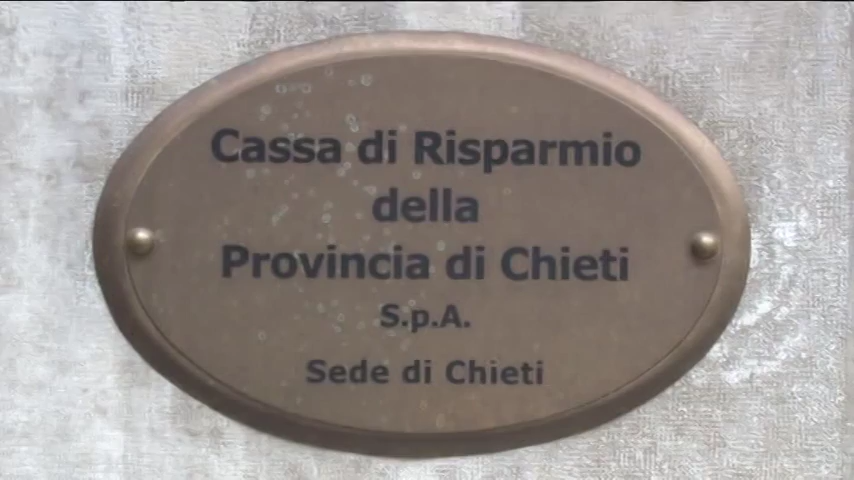 Cassa di Risparmio
della
Provincia di Chieti
S.p.A.
Sede di Chieti